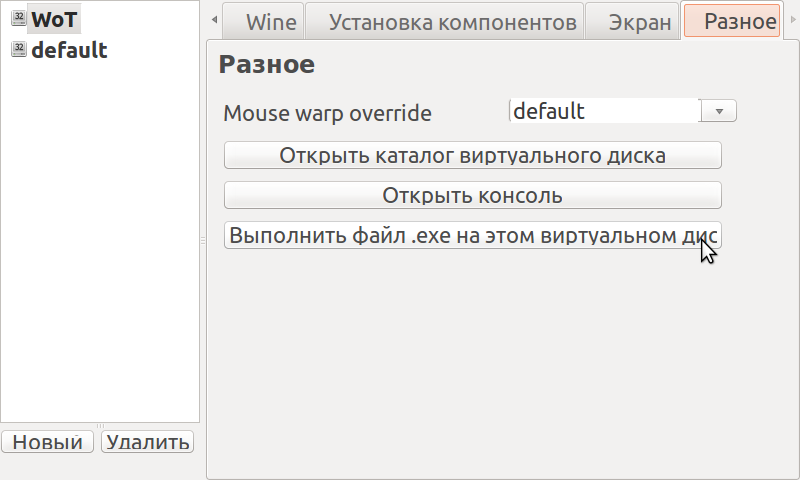 32 WoT
32 default
Wine Установка компонентов Экран Разное
Разное
Mouse warp override default
Открыть каталог виртуального диска
Открыть консоль
Выполнить файл .exe на этом виртуальном дис
Новый Удалить